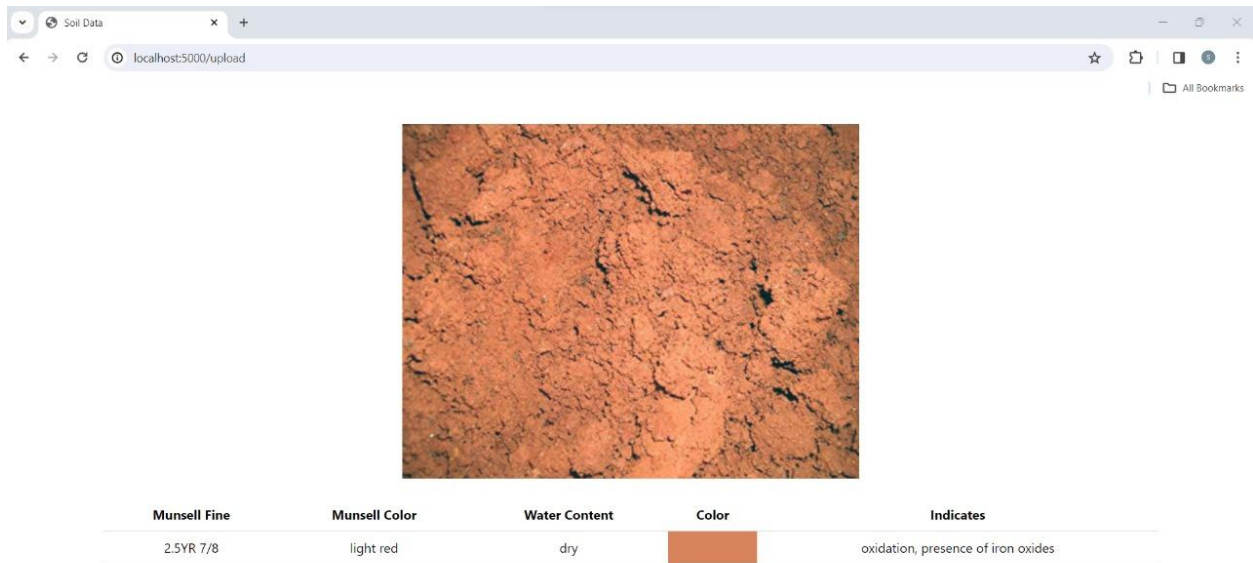 Soil Data
localhost:5000/upload
All Bookmarks
Munsell Fine Munsell Color Water Content Color Indicates
2.5YR 7/8 light red dry oxidation, presence of iron oxides